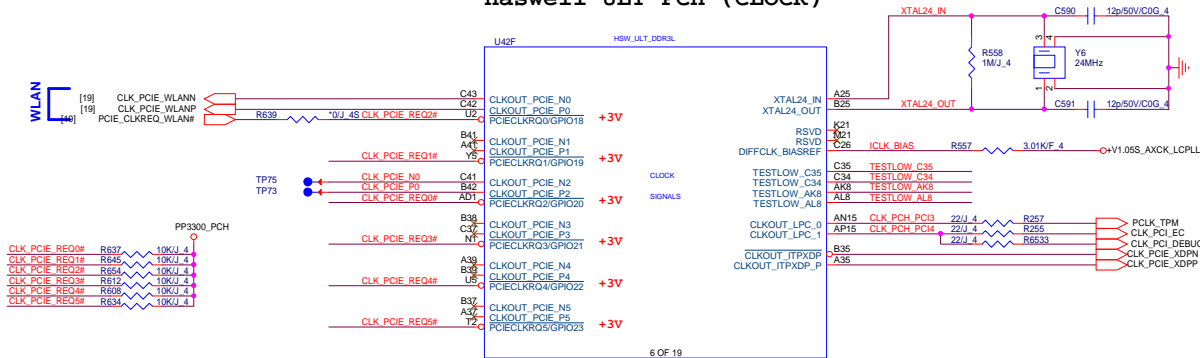 Haswell ULT PCH (CLOCK)
U42F
HSW_ULT_DDR3L
WLAN
[19] CLK_PCIE_WLANN
[19] CLK_PCIE_WLANP
PCIE_CLKREQ_WLAN#
R639 *0/J_4S CLK_PCIE_REQ2#
C43 CLKOUT_PCIE_N0
C42 CLKOUT_PCIE_P0
U2 PCIECLKRQ0/GPIO18 +3V
B41 CLKOUT_PCIE_N1
A41 CLKOUT_PCIE_P1
CLK_PCIE_REQ1# Y5 PCIECLKRQ1/GPIO19 +3V
TP75 CLK_PCIE_N0 C41 CLKOUT_PCIE_N2
TP73 CLK_PCIE_P0 B42 CLKOUT_PCIE_P2
CLK_PCIE_REQ0# AD1 PCIECLKRQ2/GPIO20 +3V
B38 CLKOUT_PCIE_N3
C37 CLKOUT_PCIE_P3
CLK_PCIE_REQ3# N1 PCIECLKRQ3/GPIO21 +3V
A39 CLKOUT_PCIE_N4
B39 CLKOUT_PCIE_P4
CLK_PCIE_REQ4# U5 PCIECLKRQ4/GPIO22 +3V
B37 CLKOUT_PCIE_N5
A37 CLKOUT_PCIE_P5
CLK_PCIE_REQ5# T2 PCIECLKRQ5/GPIO23 +3V
CLOCK
SIGNALS
6 OF 19
PP3300_PCH
CLK_PCIE_REQ0# R637 10K/J_4
CLK_PCIE_REQ1# R645 10K/J_4
CLK_PCIE_REQ2# R654 10K/J_4
CLK_PCIE_REQ3# R612 10K/J_4
CLK_PCIE_REQ4# R608 10K/J_4
CLK_PCIE_REQ5# R634 10K/J_4
XTAL24_IN C590 12p/50V/C0G_4
R558
1M/J_4
3 4
Y6
24MHz
1 2
XTAL24_IN A25
XTAL24_OUT B25 XTAL24_OUT C591 12p/50V/C0G_4
RSVD K21
RSVD M21
DIFFCLK_BIASREF C26 ICLK_BIAS R557 3.01K/F_4 +V1.05S_AXCK_LCPLL
TESTLOW_C35 C35 TESTLOW_C35
TESTLOW_C34 C34 TESTLOW_C34
TESTLOW_AK8 AK8 TESTLOW_AK8
TESTLOW_AL8 AL8 TESTLOW_AL8
CLKOUT_LPC_0 AN15 CLK_PCH_PCI3 22/J_4 R257 PCLK_TPM
CLKOUT_LPC_1 AP15 CLK_PCH_PCI4 22/J_4 R255 CLK_PCI_EC
22/J_4 R6533 CLK_PCI_DEBUG
CLKOUT_ITPXDP B35 CLK_PCIE_XDPN
CLKOUT_ITPXDP_P A35 CLK_PCIE_XDPP